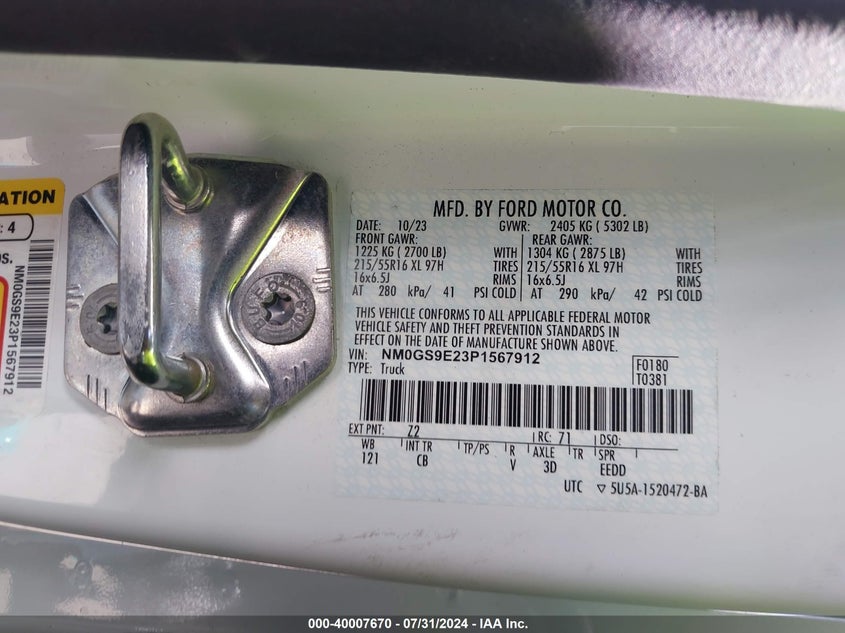 ATION
: 4
OS.
NM0GS9E23P1567912
MFD. BY FORD MOTOR CO.
DATE: 10/23 GVWR: 2405 KG ( 5302 LB)
FRONT GAWR: REAR GAWR:
1225 KG ( 2700 LB) WITH 1304 KG ( 2875 LB) WITH
215/55R16 XL 97H TIRES 215/55R16 XL 97H TIRES
16x6.5J RIMS 16x6.5J RIMS
AT 280 kPa/ 41 PSI COLD AT 290 kPa/ 42 PSI COLD
THIS VEHICLE CONFORMS TO ALL APPLICABLE FEDERAL MOTOR
VEHICLE SAFETY AND THEFT PREVENTION STANDARDS IN
EFFECT ON THE DATE OF MANUFACTURE SHOWN ABOVE.
VIN: NM0GS9E23P1567912
TYPE: Truck
F0180
T0381
EXT PNT: Z2 RC: 71 DSO:
WB INT TR TP/PS R AXLE TR SPR
121 CB V 3D EEDD
UTC ▽ 5U5A-1520472-BA
000-40007670 - 07/31/2024 - IAA Inc.